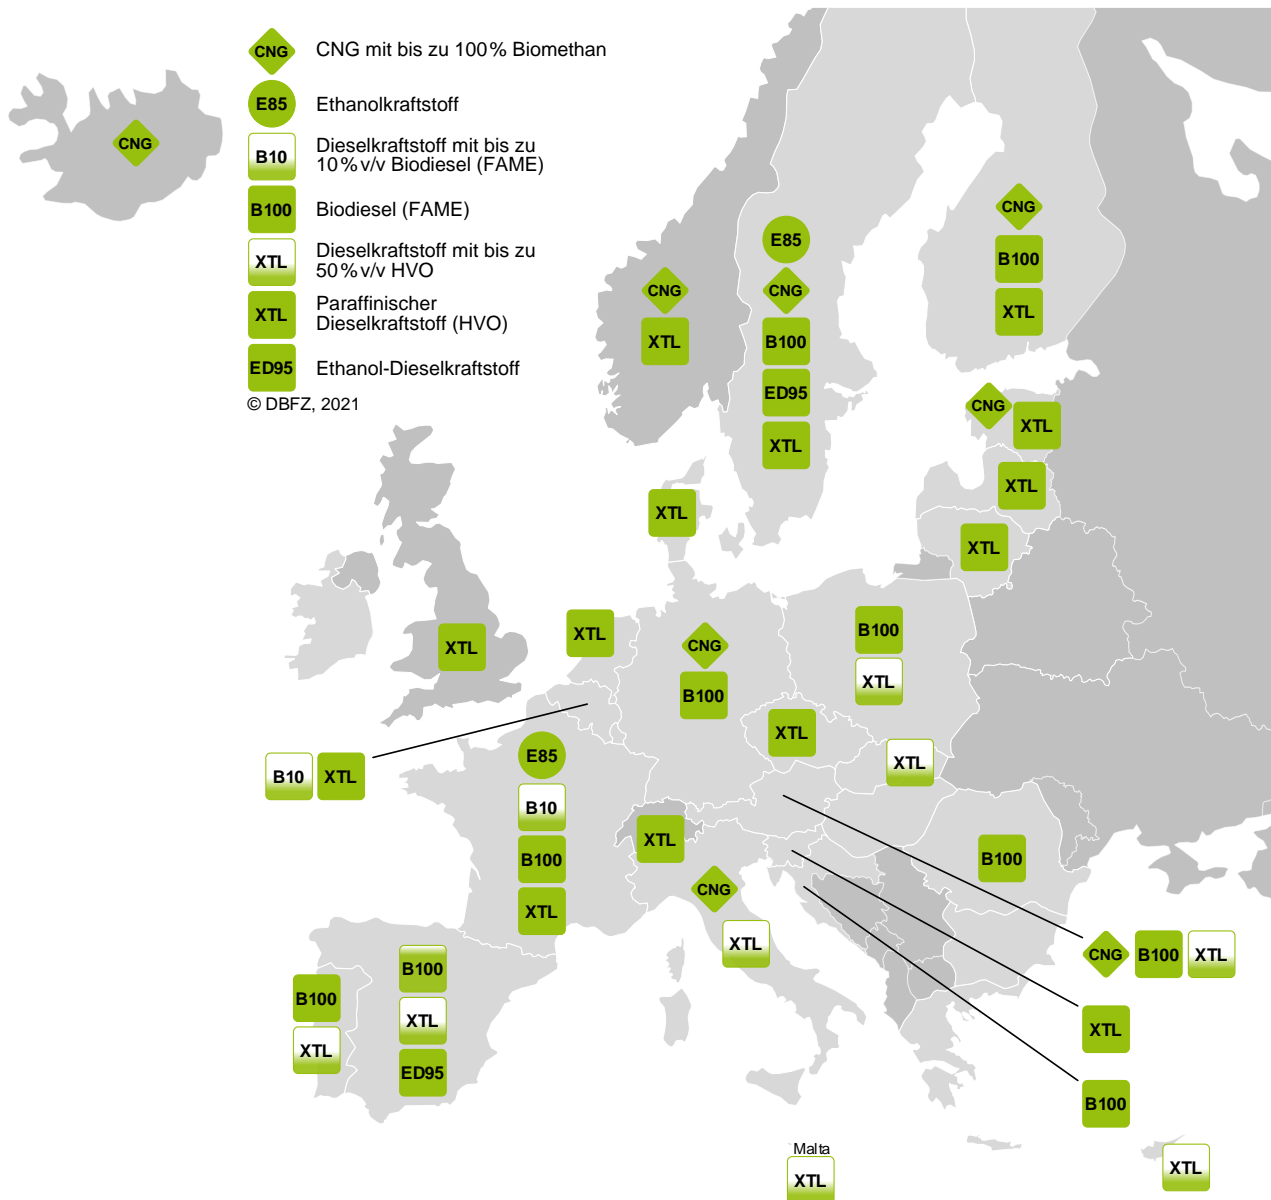 CNG CNG mit bis zu 100% Biomethan
E85 Ethanolkraftstoff
B10 Dieselkraftstoff mit bis zu
10% v/v Biodiesel (FAME)
B100 Biodiesel (FAME)
XTL Dieselkraftstoff mit bis zu
50% v/v HVO
XTL Paraffinischer
Dieselkraftstoff (HVO)
ED95 Ethanol-Dieselkraftstoff
© DBFZ, 2021
CNG
CNG
XTL
E85
CNG
B100
ED95
XTL
CNG
B100
XTL
CNG
XTL
XTL
XTL
XTL
XTL
XTL
CNG
B100
B100
XTL
XTL
XTL
B10 XTL
E85
B10
B100
XTL
XTL
CNG
XTL
B100
B100
XTL
B100
XTL
ED95
CNG B100 XTL
XTL
B100
Malta
XTL
XTL